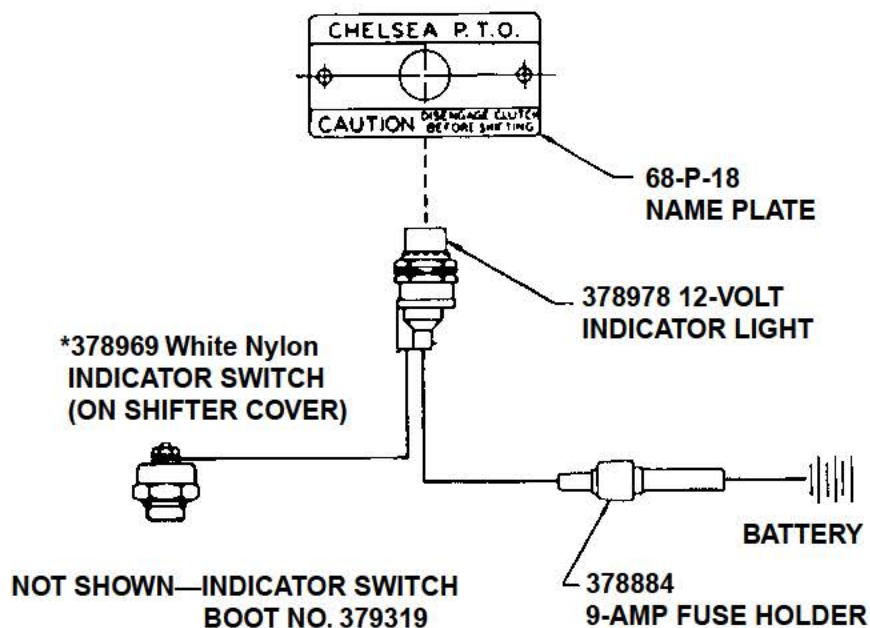 CHELSEA P.T.O.
CAUTION DISENGAGE CLUTCH
BEFORE SHIFTING
68-P-18
NAME PLATE
378978 12-VOLT
INDICATOR LIGHT
*378969 White Nylon
INDICATOR SWITCH
(ON SHIFTER COVER)
BATTERY
NOT SHOWN—INDICATOR SWITCH
BOOT NO. 379319
378884
9-AMP FUSE HOLDER